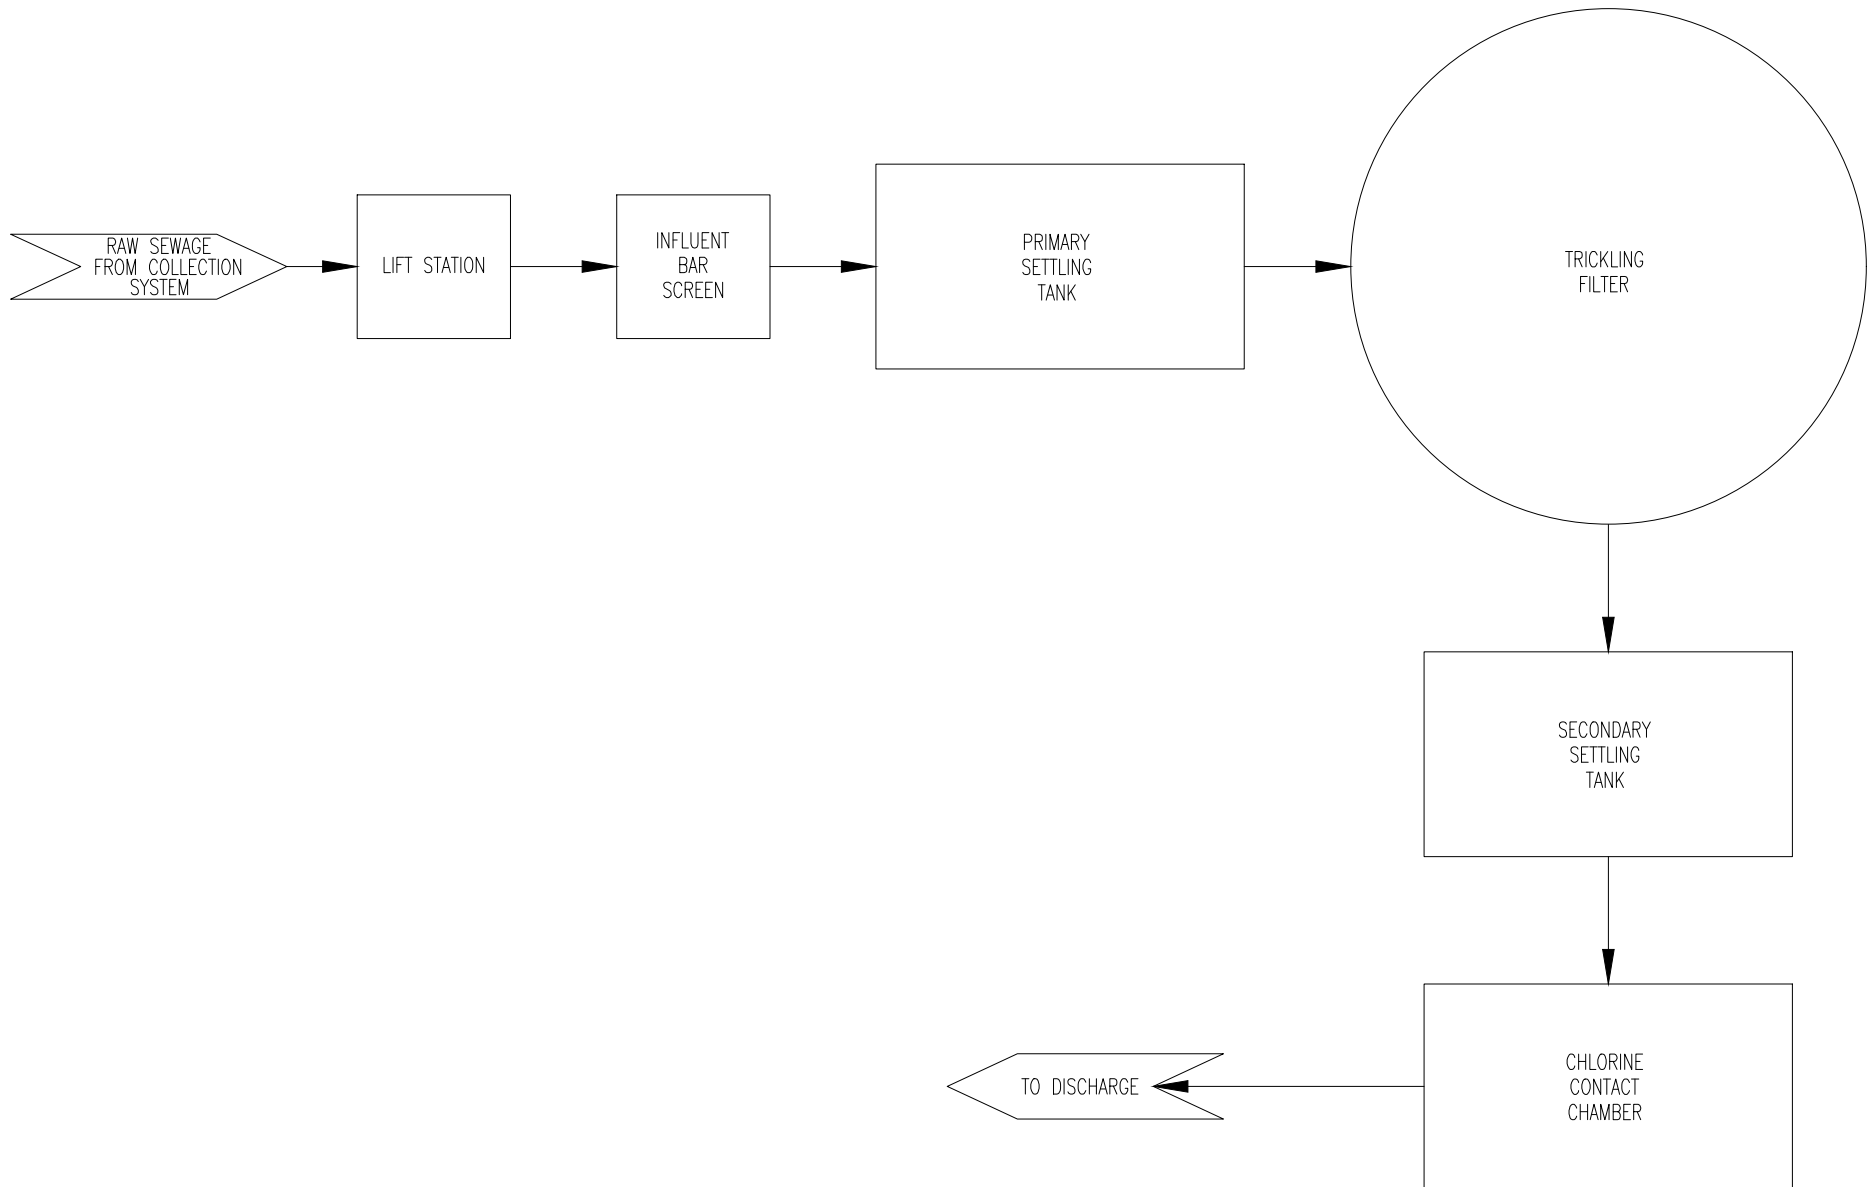 RAW SEWAGE
FROM COLLECTION
SYSTEM
LIFT STATION
INFLUENT
BAR
SCREEN
PRIMARY
SETTLING
TANK
TRICKLING
FILTER
SECONDARY
SETTLING
TANK
CHLORINE
CONTACT
CHAMBER
TO DISCHARGE